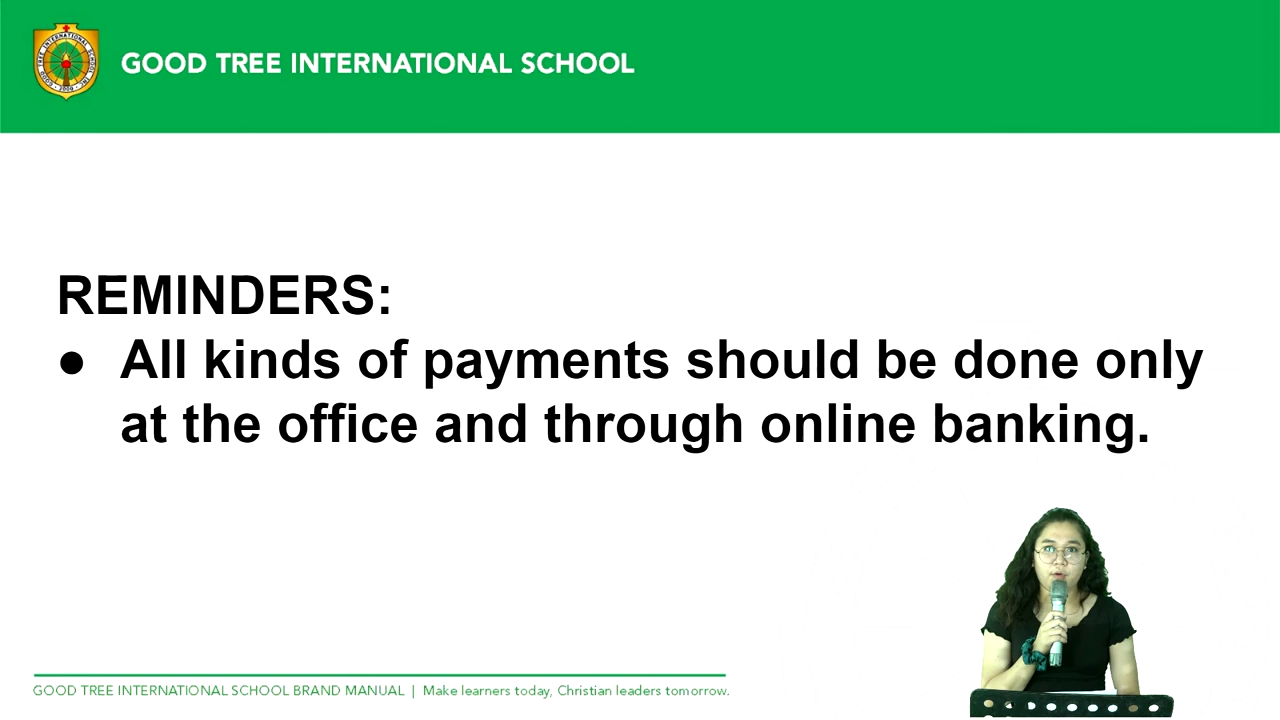 GOOD TREE INTERNATIONAL SCHOOL
REMINDERS:
● All kinds of payments should be done only
at the office and through online banking.
GOOD TREE INTERNATIONAL SCHOOL BRAND MANUAL | Make learners today, Christian leaders tomorrow.